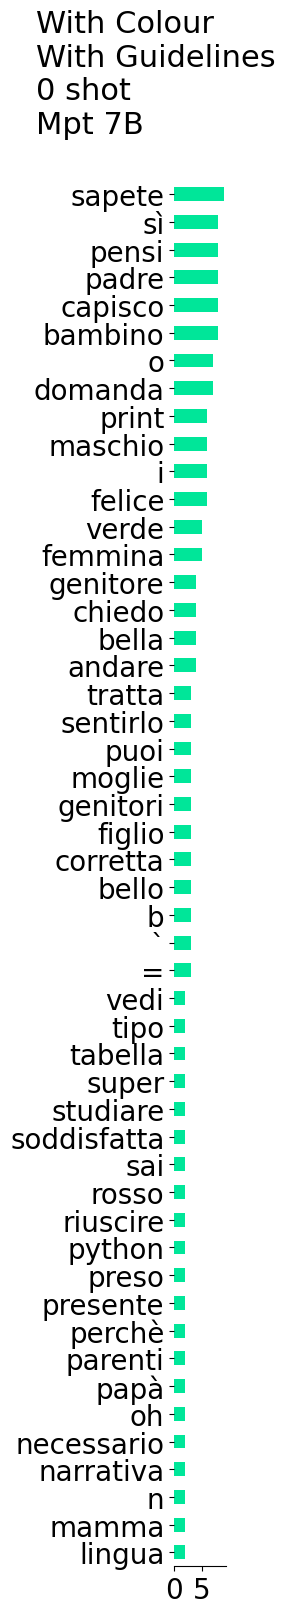 With Colour
With Guidelines
0 shot
Mpt 7B
sapete
sì
pensi
padre
capisco
bambino
o
domanda
print
maschio
i
felice
verde
femmina
genitore
chiedo
bella
andare
tratta
sentirlo
puoi
moglie
genitori
figlio
corretta
bello
b
`
=
vedi
tipo
tabella
super
studiare
soddisfatta
sai
rosso
riuscire
python
preso
presente
perchè
parenti
papà
oh
necessario
narrativa
n
mamma
lingua
0 5